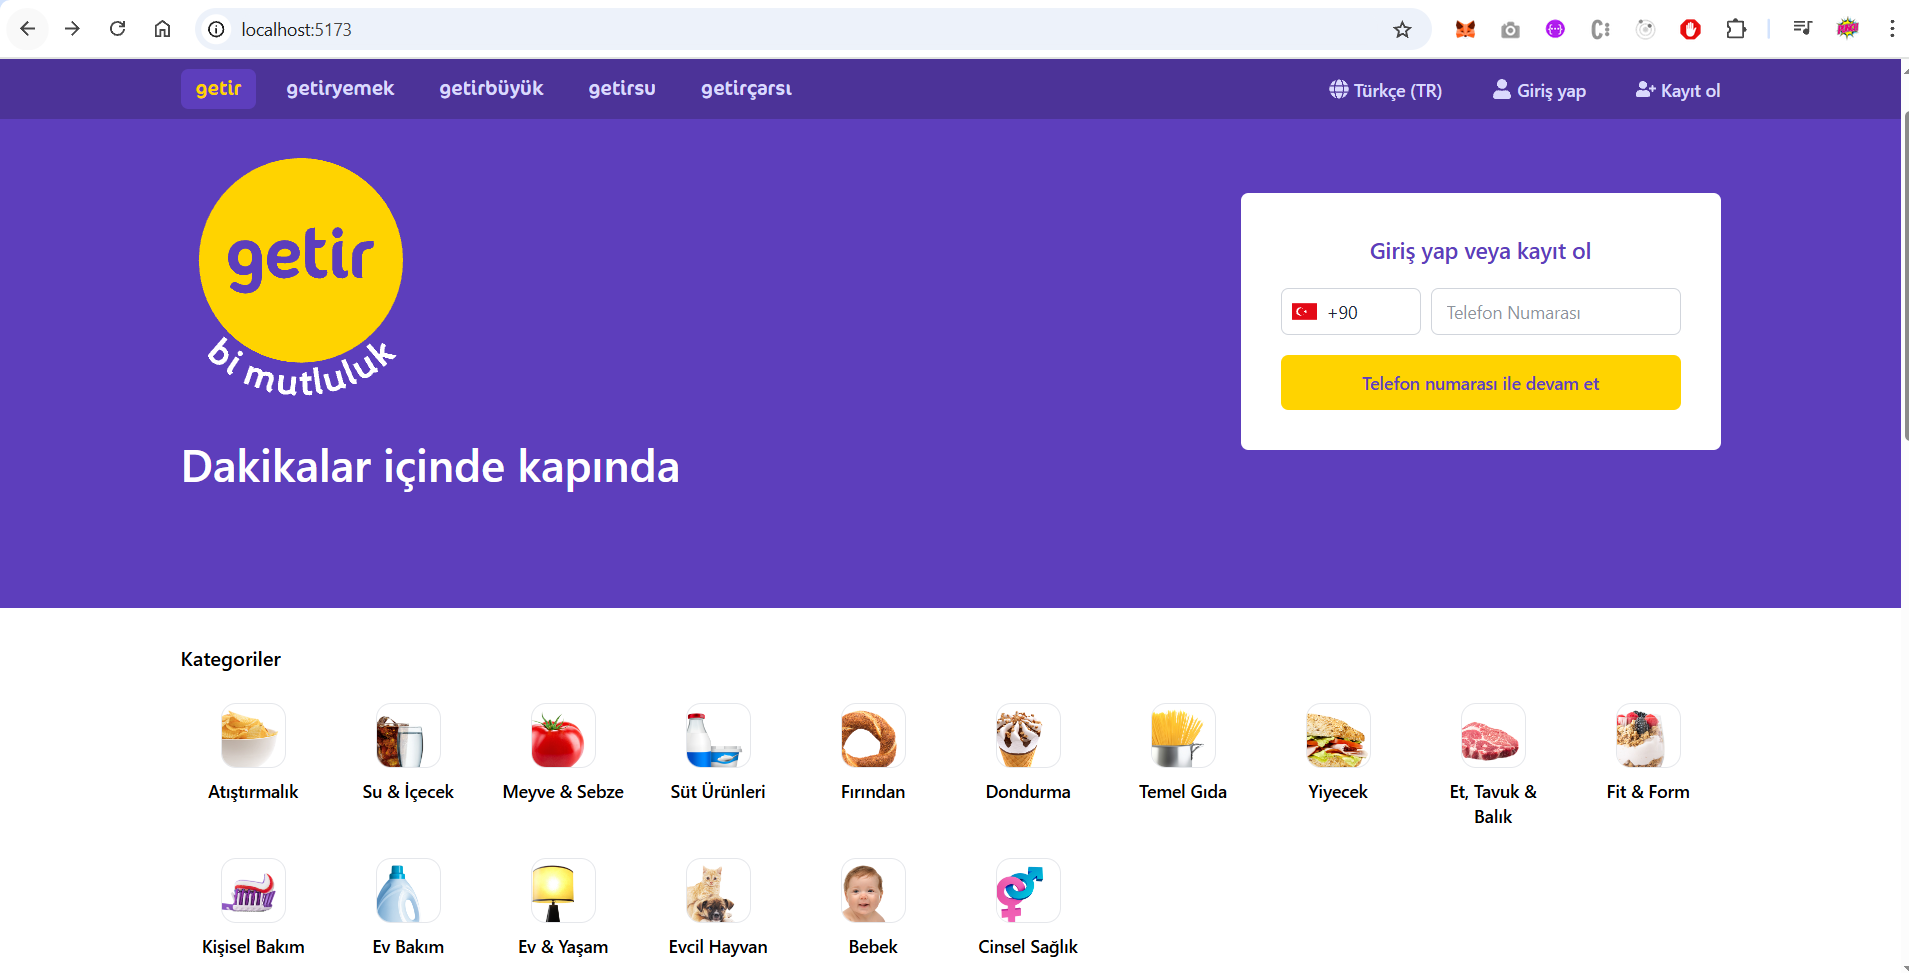 localhost:5173
getir getiryemek getirbüyük getirsu getirçarsı Türkçe (TR) Giriş yap Kayıt ol
getir
bi mutluluk
Dakikalar içinde kapında
Giriş yap veya kayıt ol
+90 Telefon Numarası
Telefon numarası ile devam et
Kategoriler
Atıştırmalık Su & İçecek Meyve & Sebze Süt Ürünleri Fırından Dondurma Temel Gıda Yiyecek Et, Tavuk & Balık Fit & Form
Kişisel Bakım Ev Bakım Ev & Yaşam Evcil Hayvan Bebek Cinsel Sağlık